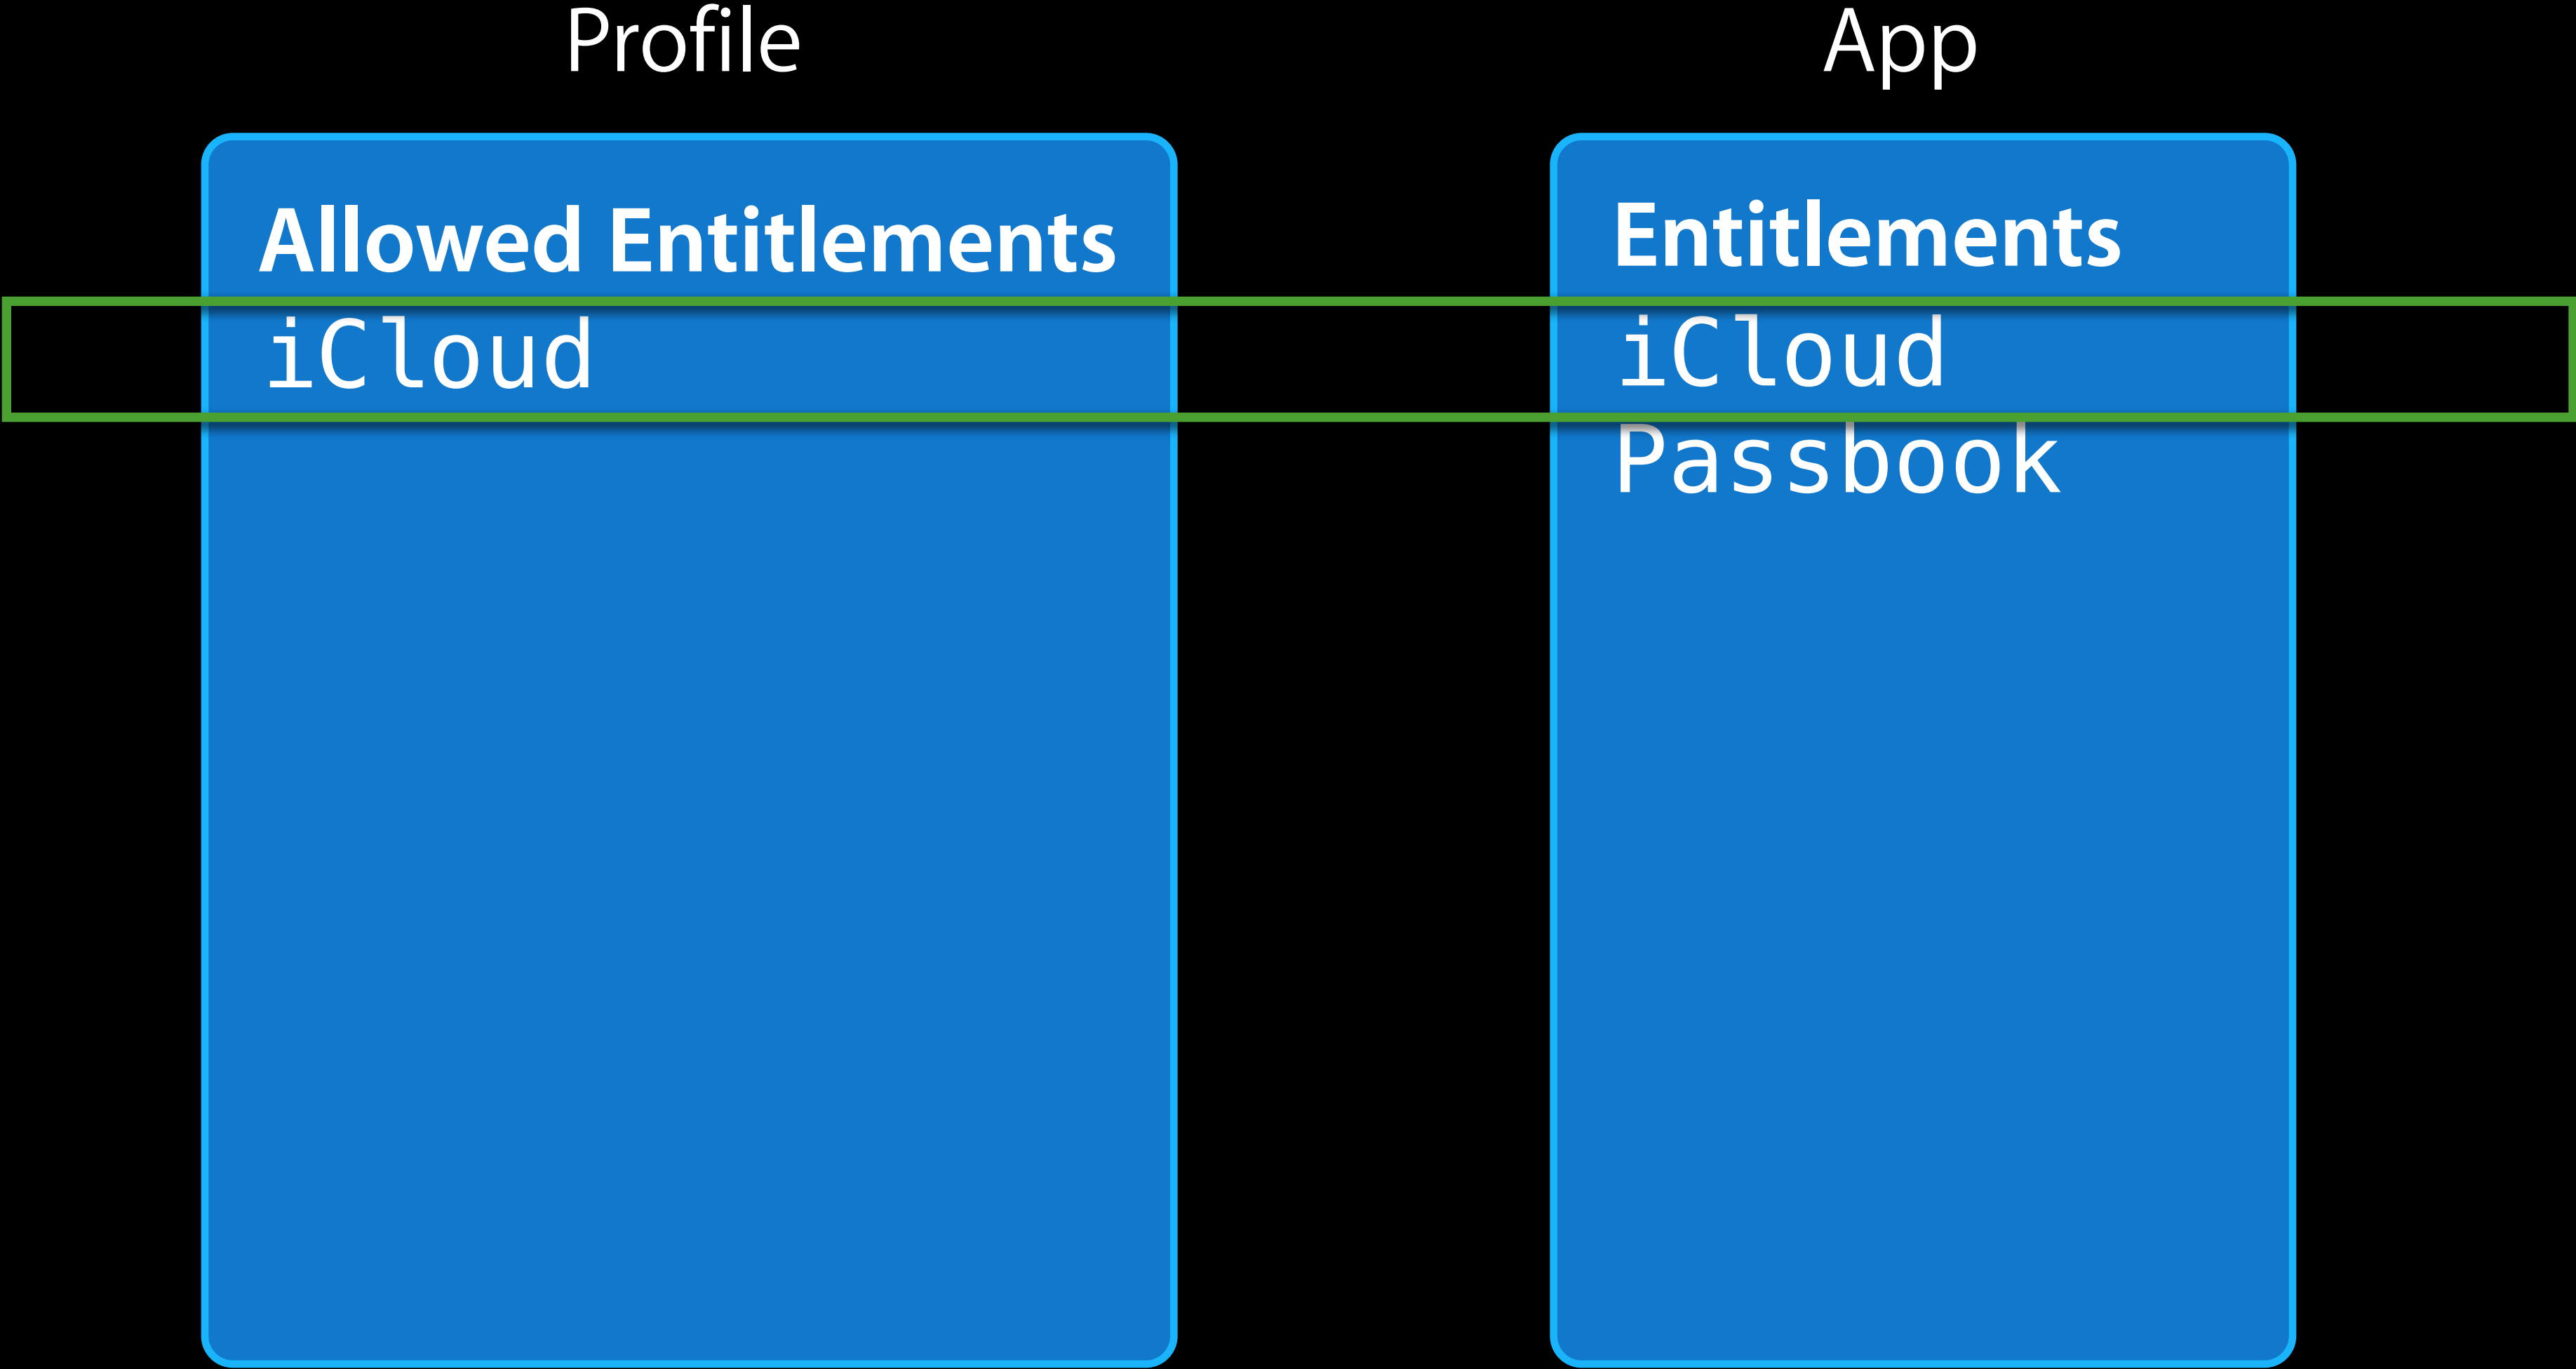 Profile
App
Allowed Entitlements
iCloud
Entitlements
iCloud
Passbook